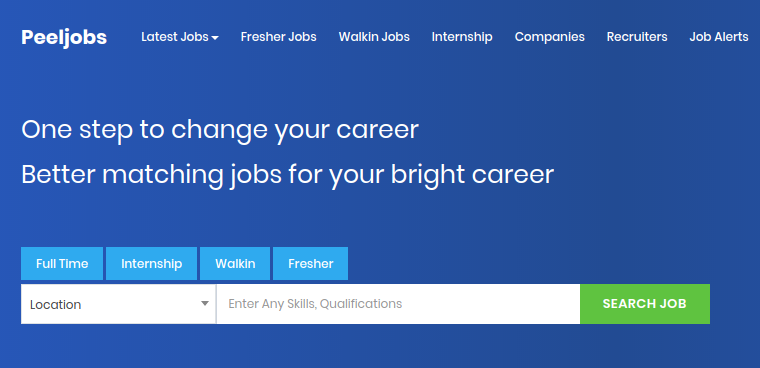 Peeljobs Latest Jobs Fresher Jobs Walkin Jobs Internship Companies Recruiters Job Alerts
One step to change your career
Better matching jobs for your bright career
Full Time Internship Walkin Fresher
Location Enter Any Skills, Qualifications SEARCH JOB